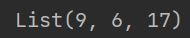 List(9, 6, 17)